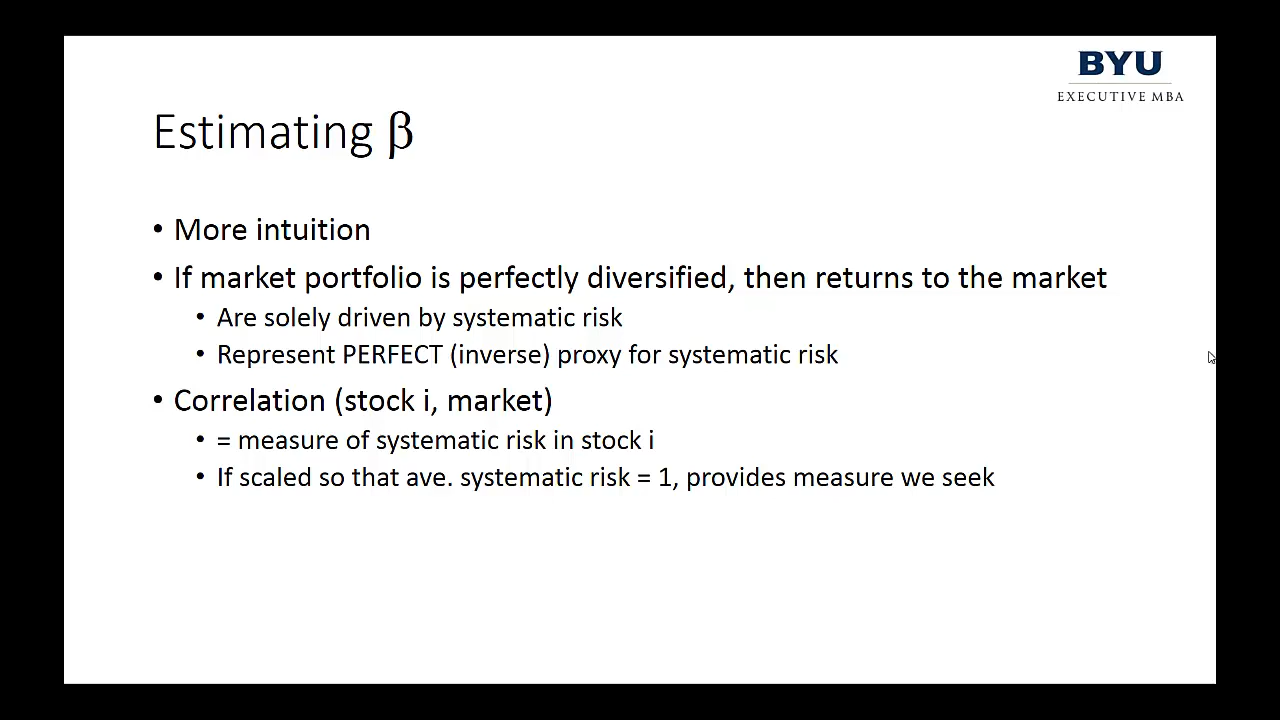 BYU
EXECUTIVE MBA
Estimating β
• More intuition
• If market portfolio is perfectly diversified, then returns to the market
• Are solely driven by systematic risk
• Represent PERFECT (inverse) proxy for systematic risk
• Correlation (stock i, market)
• = measure of systematic risk in stock i
• If scaled so that ave. systematic risk = 1, provides measure we seek